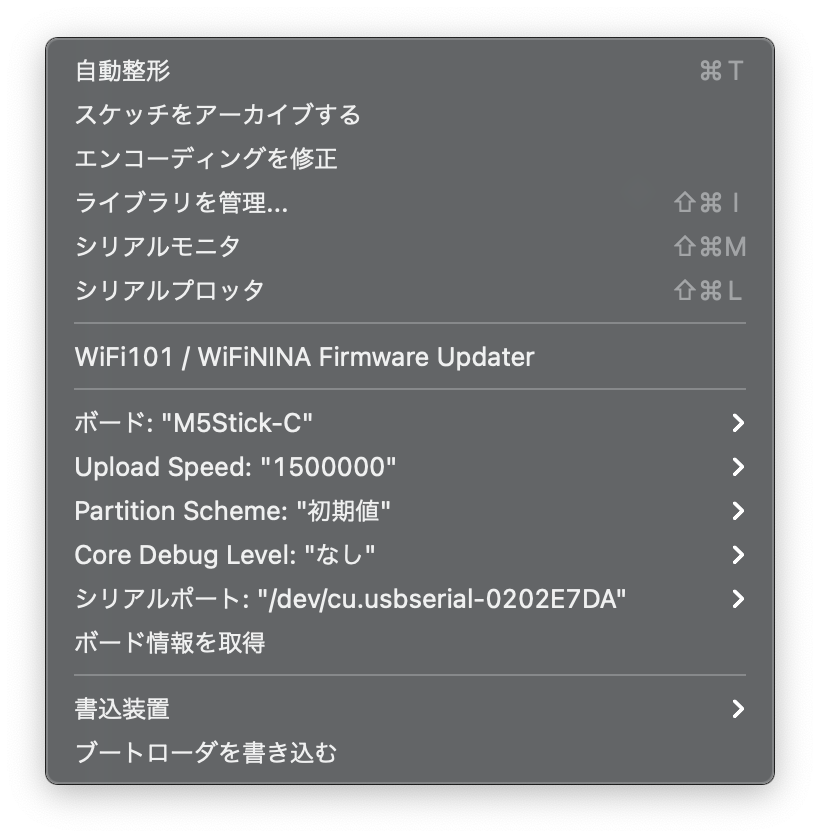 自動整形 ⌘T
スケッチをアーカイブする
エンコーディングを修正
ライブラリを管理... ⇧⌘I
シリアルモニタ ⇧⌘M
シリアルプロッタ ⇧⌘L
WiFi101 / WiFiNINA Firmware Updater
ボード: "M5Stick-C"
Upload Speed: "1500000"
Partition Scheme: "初期値"
Core Debug Level: "なし"
シリアルポート: "/dev/cu.usbserial-0202E7DA"
ボード情報を取得
書込装置
ブートローダを書き込む